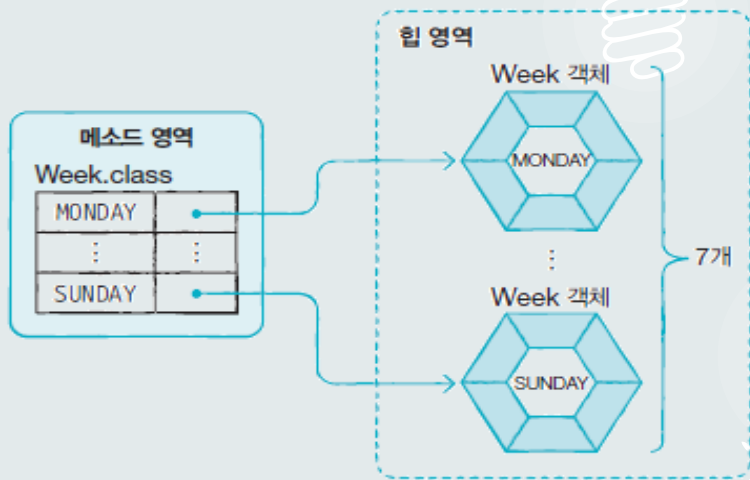 메소드 영역
Week.class
MONDAY
⋮ ⋮
SUNDAY
힙 영역
Week 객체
MONDAY
⋮
Week 객체
SUNDAY
7개